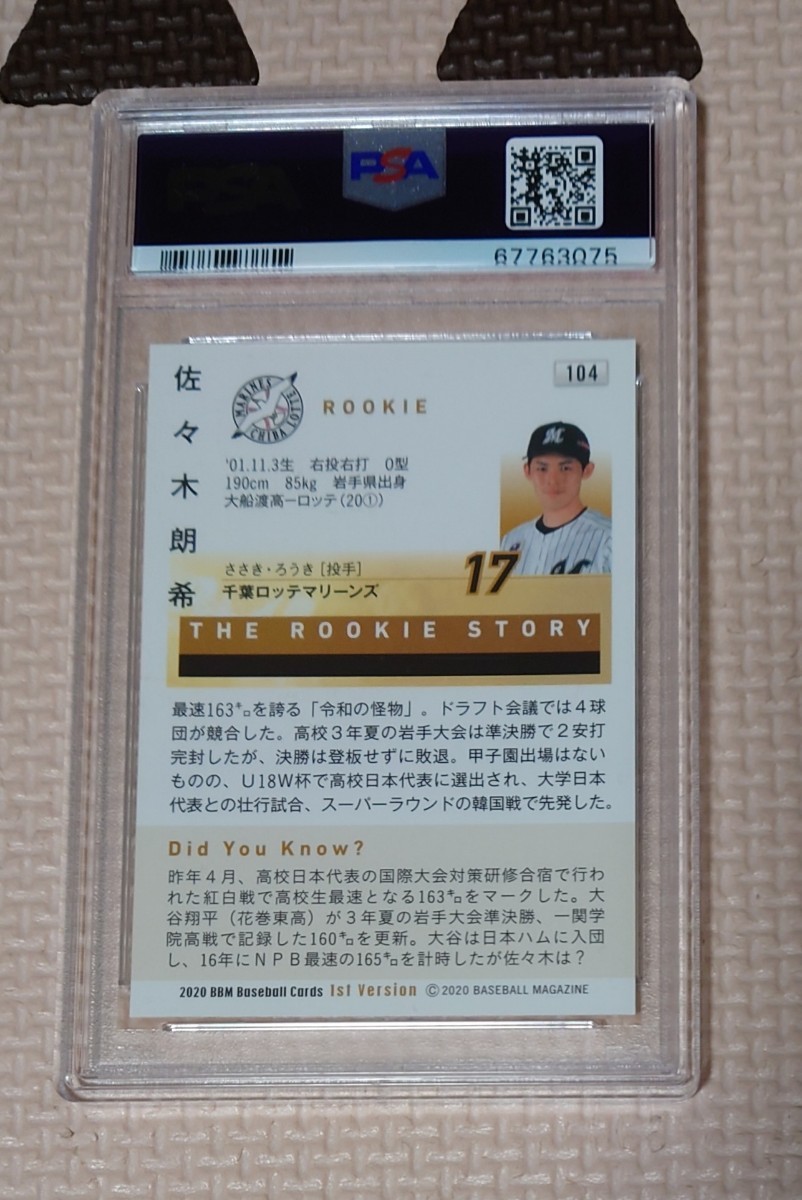 PSA
67763075
104
佐々木朗希
MARINES
CHIBA LOTTE
ROOKIE
'01.11.3生 右投右打 O型
190cm 85kg 岩手県出身
大船渡高ーロッテ(20①)
ささき・ろうき [投手]
千葉ロッテマリーンズ
17
THE ROOKIE STORY
最速163㌔を誇る「令和の怪物」。ドラフト会議では4球
団が競合した。高校3年夏の岩手大会は準決勝で2安打
完封したが、決勝は登板せずに敗退。甲子園出場はない
ものの、U18W杯で高校日本代表に選出され、大学日本
代表との壮行試合、スーパーラウンドの韓国戦で先発した。
Did You Know?
昨年4月、高校日本代表の国際大会対策研修合宿で行わ
れた紅白戦で高校生最速となる163㌔をマークした。大
谷翔平（花巻東高）が3年夏の岩手大会準決勝、一関学
院高戦で記録した160㌔を更新。大谷は日本ハムに入団
し、16年にNPB最速の165㌔を計時したが佐々木は？
2020 BBM Baseball Cards 1st Version ©2020 BASEBALL MAGAZINE